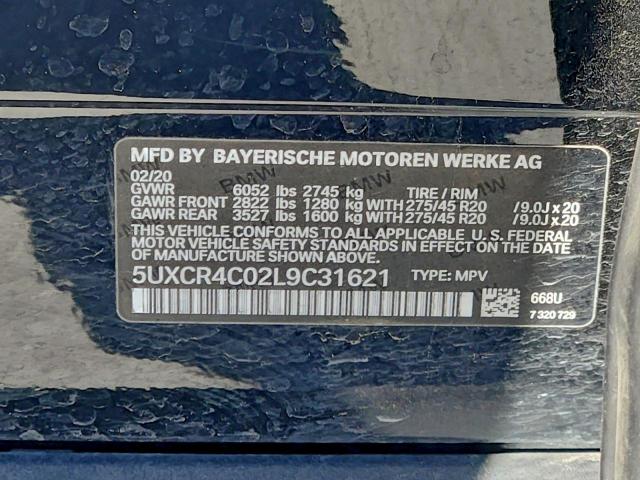 MFD BY BAYERISCHE MOTOREN WERKE AG
02/20
GVWR 6052 lbs 2745 kg TIRE / RIM
GAWR FRONT 2822 lbs 1280 kg WITH 275/45 R20 /9.0J x 20
GAWR REAR 3527 lbs 1600 kg WITH 275/45 R20 /9.0J x 20
THIS VEHICLE CONFORMS TO ALL APPLICABLE U. S. FEDERAL
MOTOR VEHICLE SAFETY STANDARDS IN EFFECT ON THE DATE OF
MANUFACTURE SHOWN ABOVE.
5UXCR4C02L9C31621 TYPE: MPV
668U
7 320 729